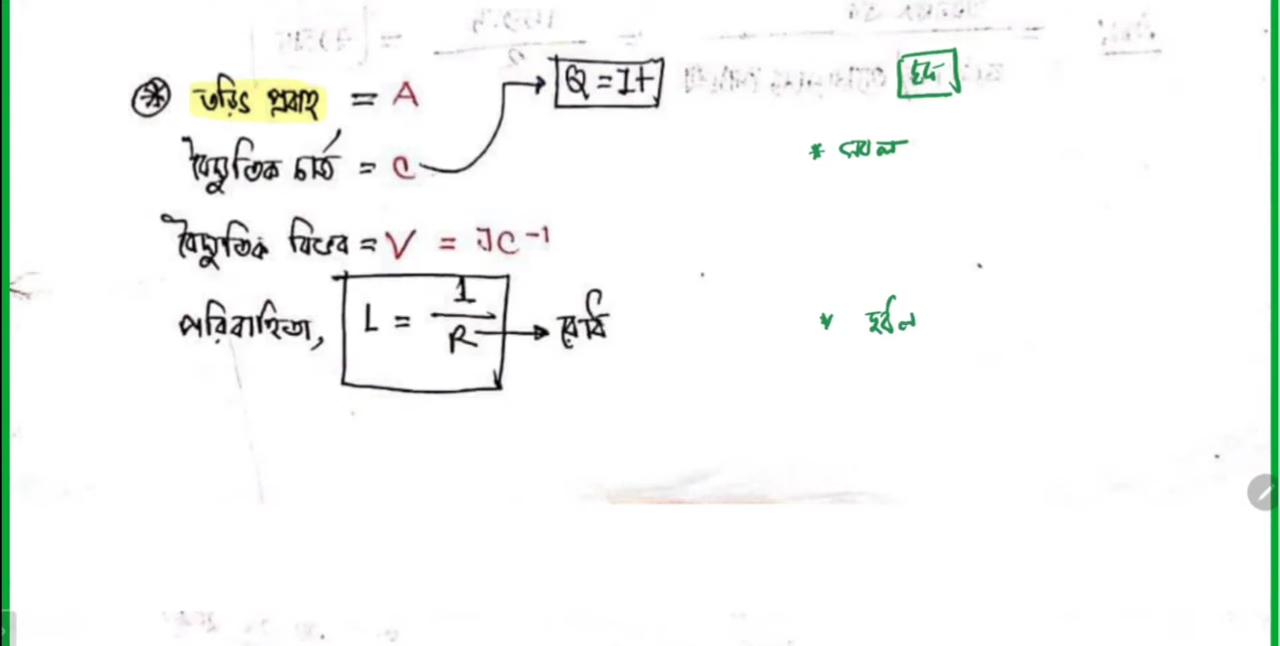 তড়িৎ প্রবাহ = A
Q = It
বৈদ্যুতিক চার্জ = C
বৈদ্যুতিক বিভব = V = JC⁻¹
পরিবাহিতা, L = 1/R → রোধ
* সবল
* দুর্বল